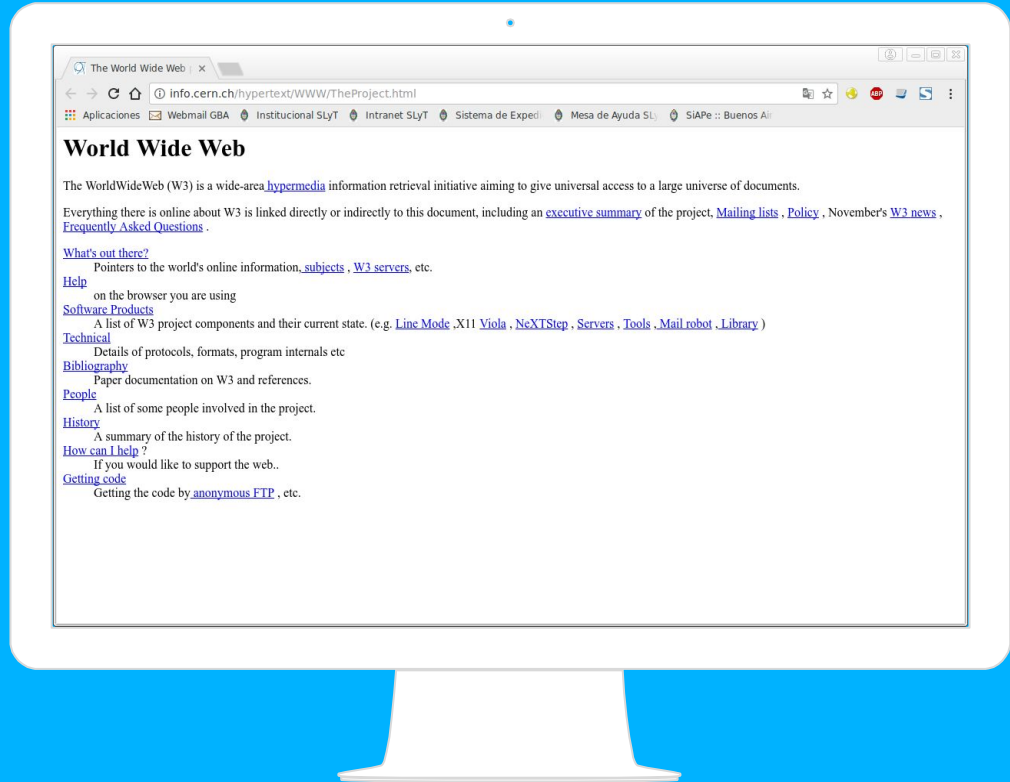 The World Wide Web p
info.cern.ch/hypertext/WWW/TheProject.html
ABP
S
Aplicaciones Webmail GBA Institucional SLyT Intranet SLyT Sistema de Exped Mesa de Ayuda SLy SiAPe :: Buenos Air
World Wide Web
The WorldWideWeb (W3) is a wide-area hypermedia information retrieval initiative aiming to give universal access to a large universe of documents.
Everything there is online about W3 is linked directly or indirectly to this document, including an executive summary of the project, Mailing lists , Policy , November's W3 news ,
Frequently Asked Questions .
What's out there?
Pointers to the world's online information, subjects , W3 servers, etc.
Help
on the browser you are using
Software Products
A list of W3 project components and their current state. (e.g. Line Mode ,X11 Viola , NeXTStep , Servers , Tools , Mail robot , Library )
Technical
Details of protocols, formats, program internals etc
Bibliography
Paper documentation on W3 and references.
People
A list of some people involved in the project.
History
A summary of the history of the project.
How can I help ?
If you would like to support the web..
Getting code
Getting the code by anonymous FTP , etc.